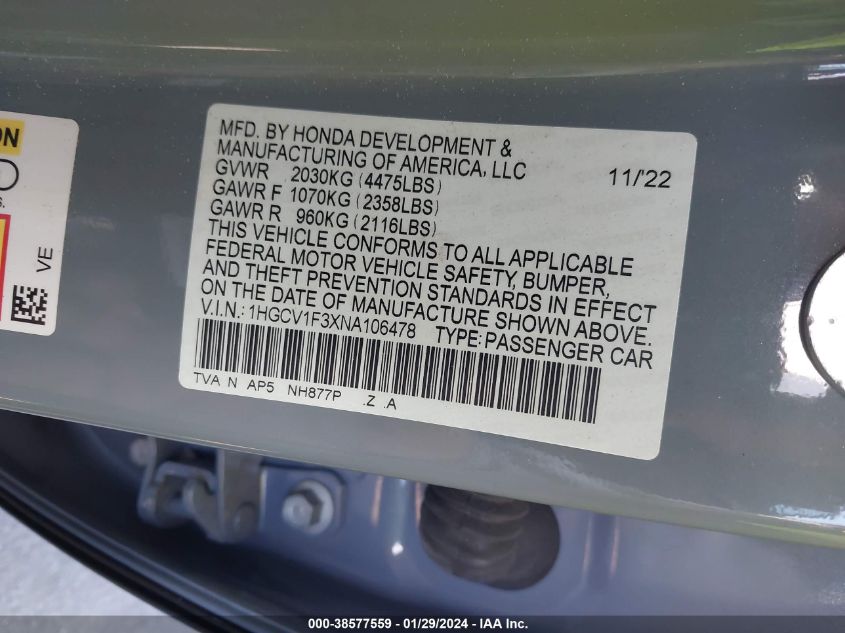 ON
s.
VE
MFD. BY HONDA DEVELOPMENT &
MANUFACTURING OF AMERICA, LLC 11/'22
GVWR 2030KG (4475LBS)
GAWR F 1070KG (2358LBS)
GAWR R 960KG (2116LBS)
THIS VEHICLE CONFORMS TO ALL APPLICABLE
FEDERAL MOTOR VEHICLE SAFETY, BUMPER,
AND THEFT PREVENTION STANDARDS IN EFFECT
ON THE DATE OF MANUFACTURE SHOWN ABOVE.
V.I.N.: 1HGCV1F3XNA106478 TYPE: PASSENGER CAR
TVA N AP5 NH877P .Z .A
000-38577559 | 01/29/2024 | IAA Inc.